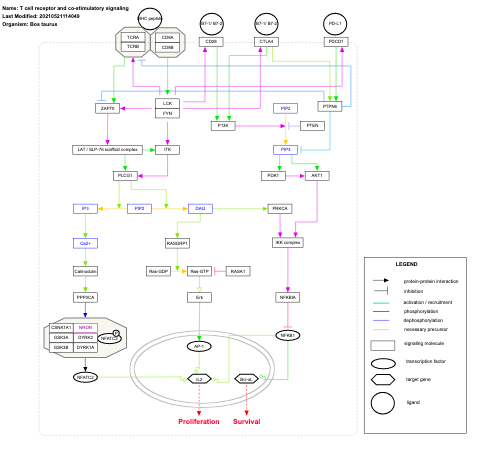 Name: T cell receptor and co-stimulatory signaling
Last Modified: 20210521114049
Organism: Bos taurus
MHC peptide
B7-1/ B7-2
B7-1/ B7-2
PD-L1
TCRA
CD8A
TCRB
CD8B
CD28
CTLA4
PDCD1
ZAP70
LCK
FYN
PIP2
PTPN6
PI3K
PTEN
LAT / SLP-76 scaffold complex
ITK
PIP3
PLCG1
PDK1
AKT1
IP3
PIP2
DAG
PRKCA
Ca2+
RASGRP1
IKK complex
Calmodulin
Ras-GDP
Ras-GTP
RASA1
PPP3CA
Erk
NFKBIA
CSNK1A1
NRON
P
GSK3A
DYRK2
NFATC2
GSK3B
DYRK1A
NFKB1
AP-1
NFATC2
IL2
Bcl-xL
Proliferation
Survival
LEGEND
protein-protein interaction
inhibition
activation / recruitment
phosphorylation
dephosphorylation
necessary precursor
signaling molecule
transcription factor
target gene
ligand